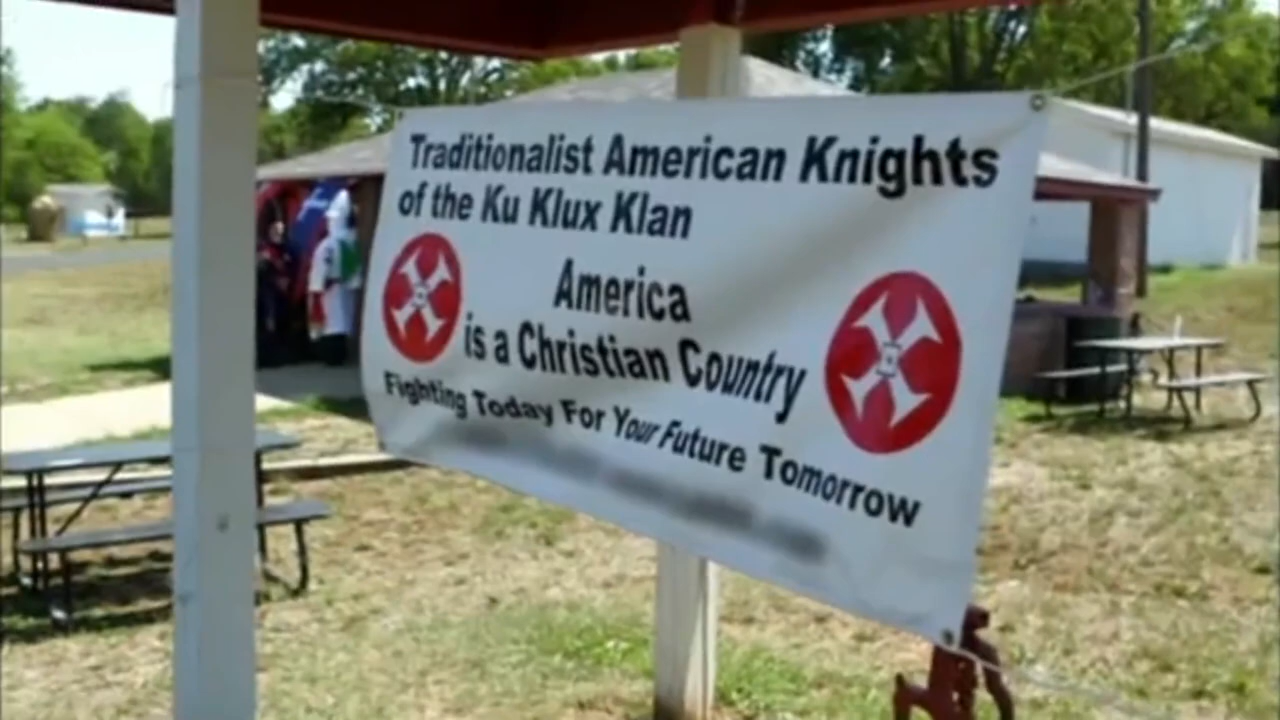 Traditionalist American Knights
of the Ku Klux Klan
America
is a Christian Country
Fighting Today For Your Future Tomorrow